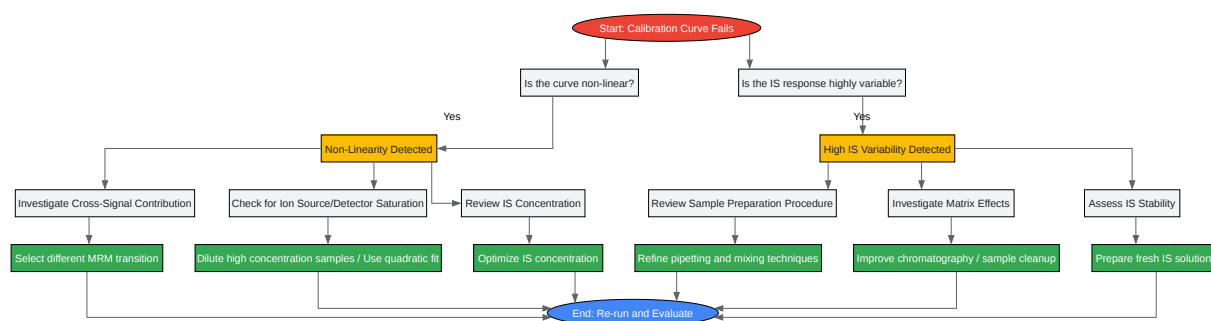 Start: Calibration Curve Fails
Is the curve non-linear?
Is the IS response highly variable?
Yes
Yes
Non-Linearity Detected
High IS Variability Detected
Investigate Cross-Signal Contribution
Check for Ion Source/Detector Saturation
Review IS Concentration
Review Sample Preparation Procedure
Investigate Matrix Effects
Assess IS Stability
Select different MRM transition
Dilute high concentration samples / Use quadratic fit
Optimize IS concentration
Refine pipetting and mixing techniques
Improve chromatography / sample cleanup
Prepare fresh IS solution
End: Re-run and Evaluate